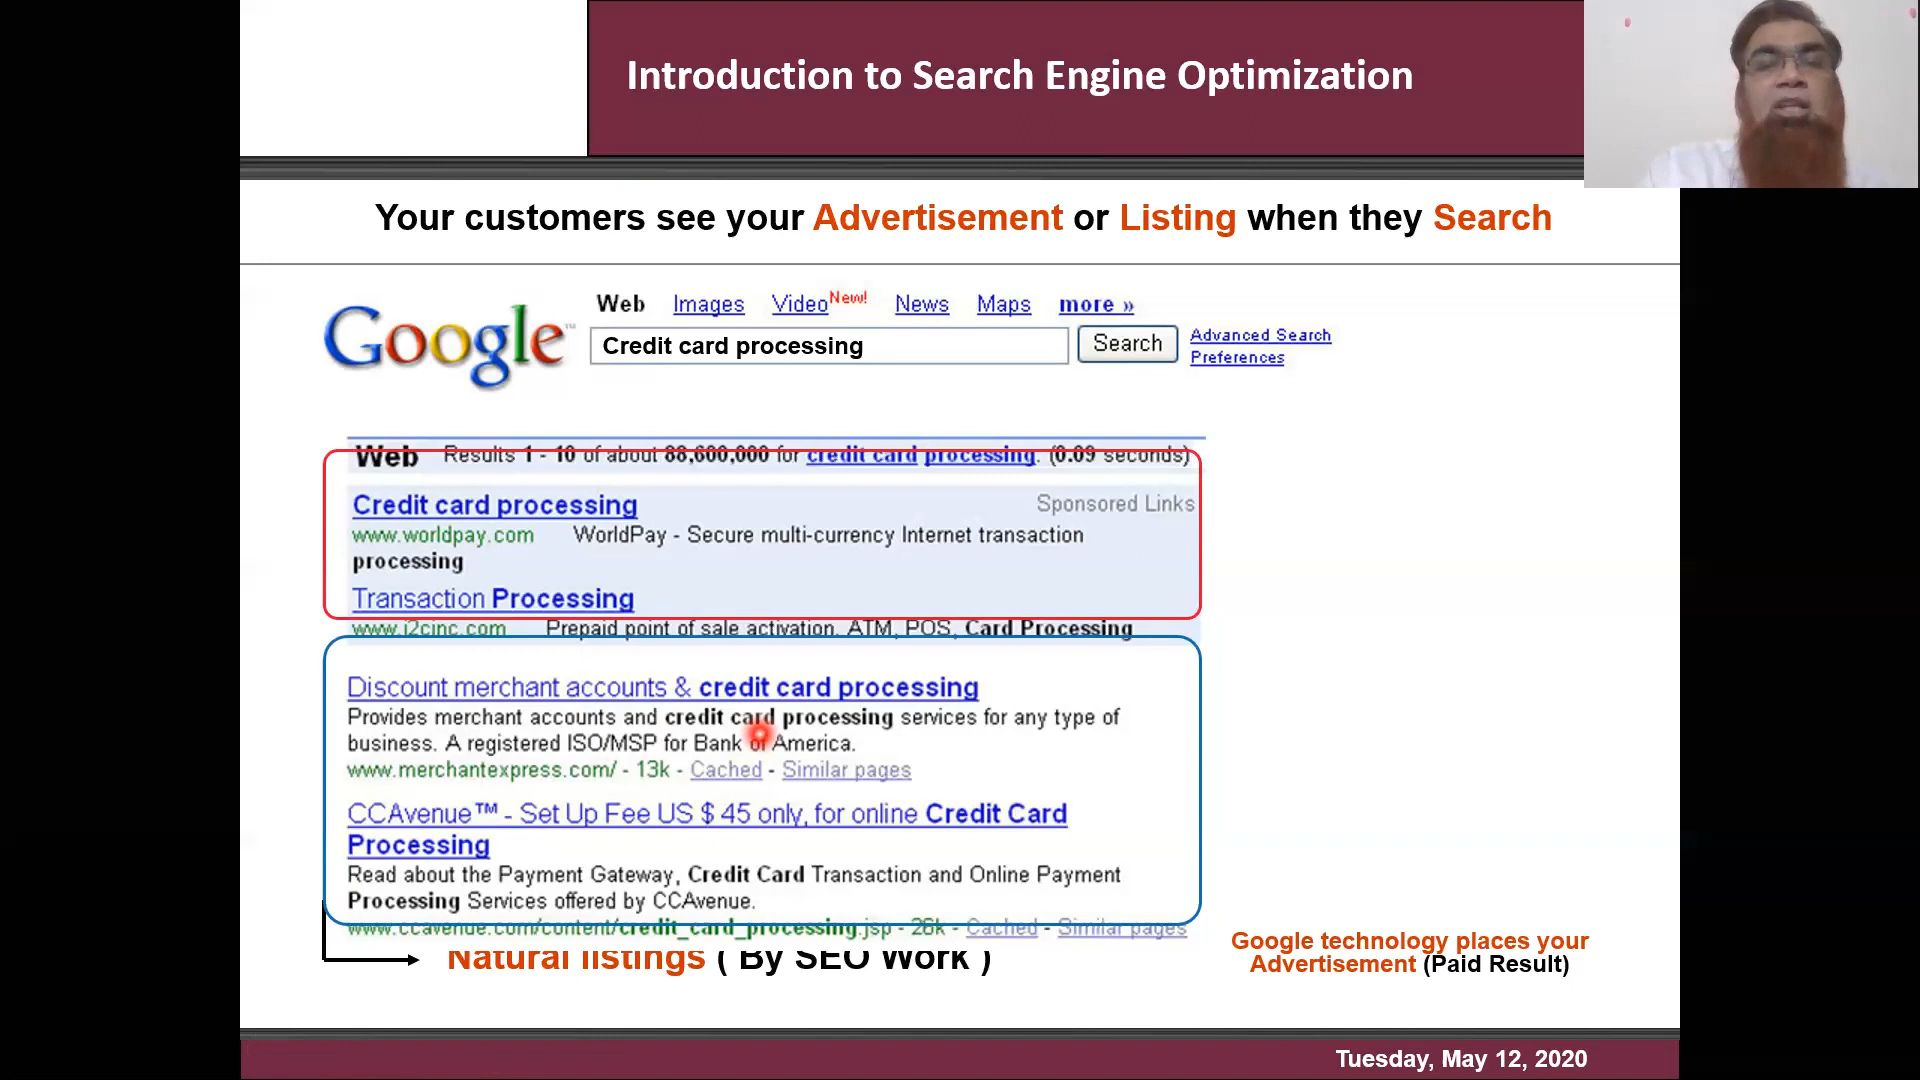 Introduction to Search Engine Optimization
Your customers see your Advertisement or Listing when they Search
Google™
Web Images Video New! News Maps more »
Credit card processing Search
Advanced Search
Preferences
Web Results 1 - 10 of about 88,600,000 for credit card processing. (0.09 seconds)
Credit card processing Sponsored Links
www.worldpay.com WorldPay - Secure multi-currency Internet transaction
processing
Transaction Processing
www.i2cinc.com Prepaid point of sale activation, ATM, POS, Card Processing
Discount merchant accounts & credit card processing
Provides merchant accounts and credit card processing services for any type of
business. A registered ISO/MSP for Bank of America.
www.merchantexpress.com/ - 13k - Cached - Similar pages
CCAvenue™ - Set Up Fee US $ 45 only, for online Credit Card
Processing
Read about the Payment Gateway, Credit Card Transaction and Online Payment
Processing Services offered by CCAvenue.
www.ccavenue.com/content/credit_card_processing.jsp - 26k - Cached - Similar pages
Natural listings ( By SEO Work )
Google technology places your
Advertisement (Paid Result)
Tuesday, May 12, 2020